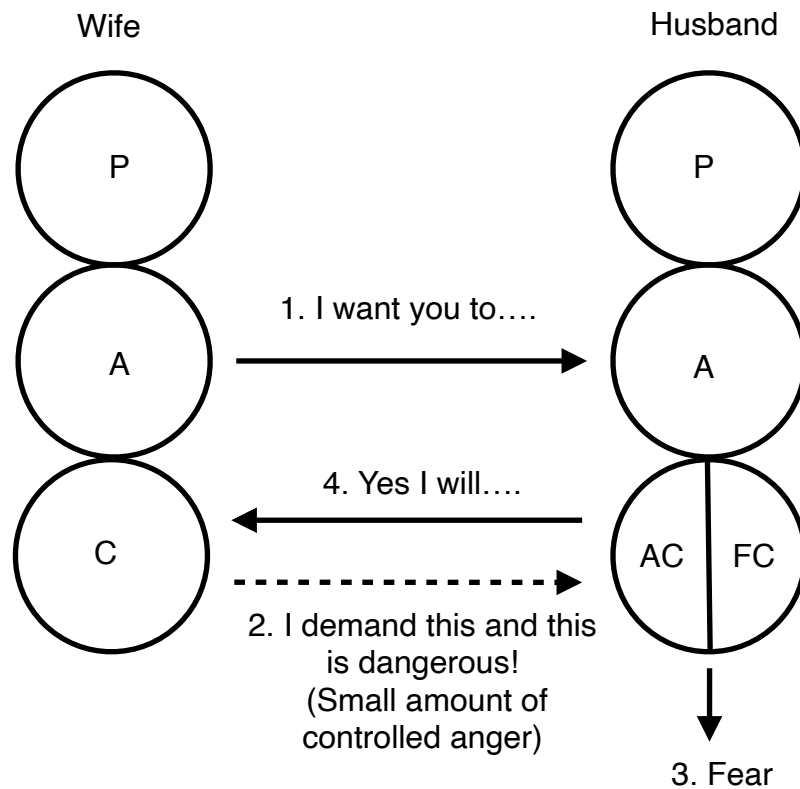 Wife
Husband
P
P
1. I want you to….
A
A
4. Yes I will….
C
AC
FC
2. I demand this and this
is dangerous!
(Small amount of
controlled anger)
3. Fear